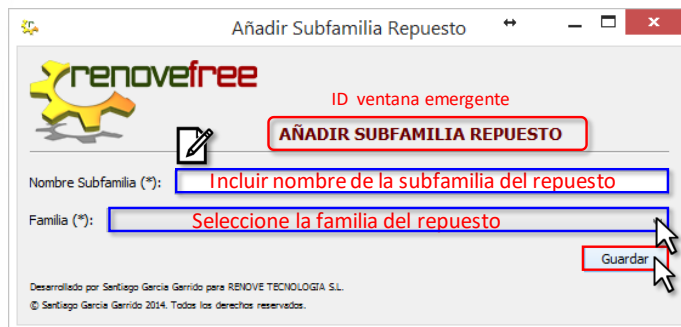 Añadir Subfamilia Repuesto
renovefree
ID ventana emergente
AÑADIR SUBFAMILIA REPUESTO
Nombre Subfamilia (*): Incluir nombre de la subfamilia del repuesto
Familia (*): Seleccione la familia del repuesto
Guardar
Desarrollado por Santiago Garcia Garrido para RENOVE TECNOLOGIA S.L.
© Santiago Garcia Garrido 2014. Todos los derechos reservados.